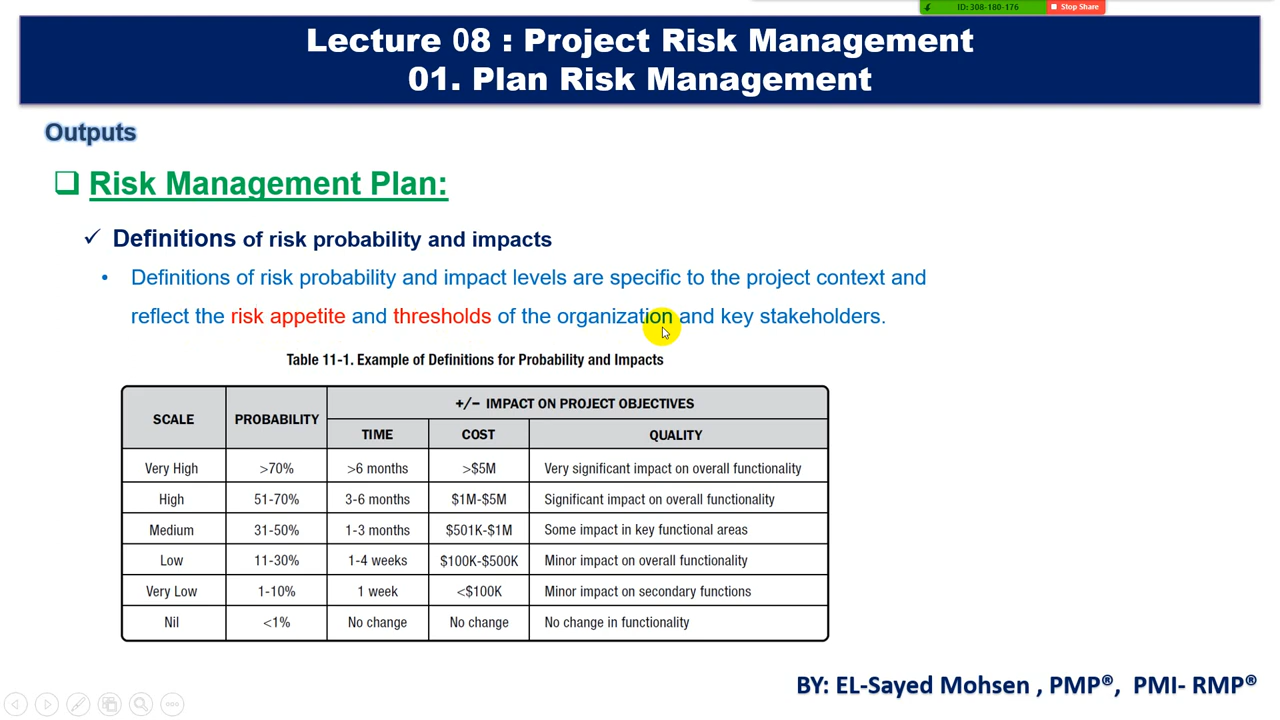 ID: 308-180-176 Stop Share
Lecture 08 : Project Risk Management
01. Plan Risk Management
Outputs
Risk Management Plan:
Definitions of risk probability and impacts
Definitions of risk probability and impact levels are specific to the project context and
reflect the risk appetite and thresholds of the organization and key stakeholders.
Table 11-1. Example of Definitions for Probability and Impacts
SCALE PROBABILITY +/− IMPACT ON PROJECT OBJECTIVES
TIME COST QUALITY
Very High >70% >6 months >$5M Very significant impact on overall functionality
High 51-70% 3-6 months $1M-$5M Significant impact on overall functionality
Medium 31-50% 1-3 months $501K-$1M Some impact in key functional areas
Low 11-30% 1-4 weeks $100K-$500K Minor impact on overall functionality
Very Low 1-10% 1 week <$100K Minor impact on secondary functions
Nil <1% No change No change No change in functionality
BY: EL-Sayed Mohsen , PMP®, PMI- RMP®